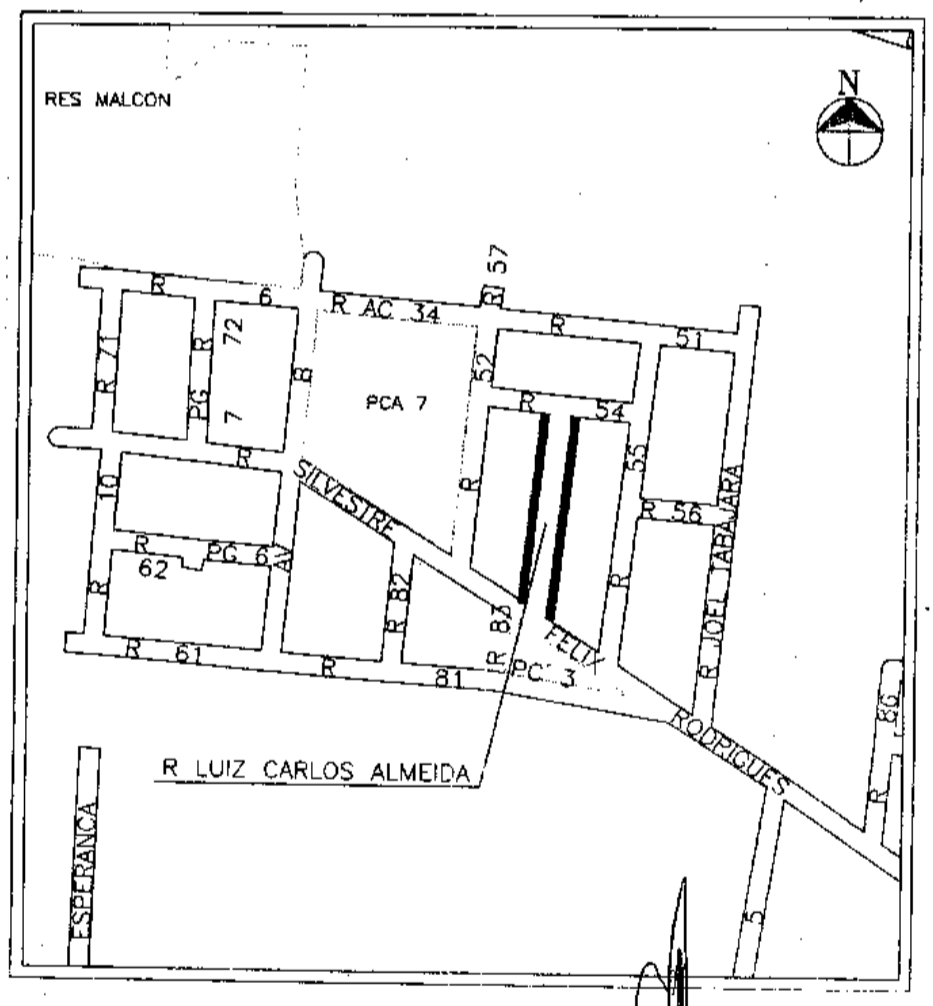 N
RES MALCON
R 57
R 6
R AC 34
R 51
R 71
PG R 72
8
52
PCA 7
R 54
7
R
55
R
SILVESTRE
10
R 56
R JOEL TABAJARA
R
PG 6
AV
62
R
R
R 82
R 83
FELIX
R 61
R 81
PC 3
RODRIGUES
R 86
R LUIZ CARLOS ALMEIDA
ESPERANCA
5